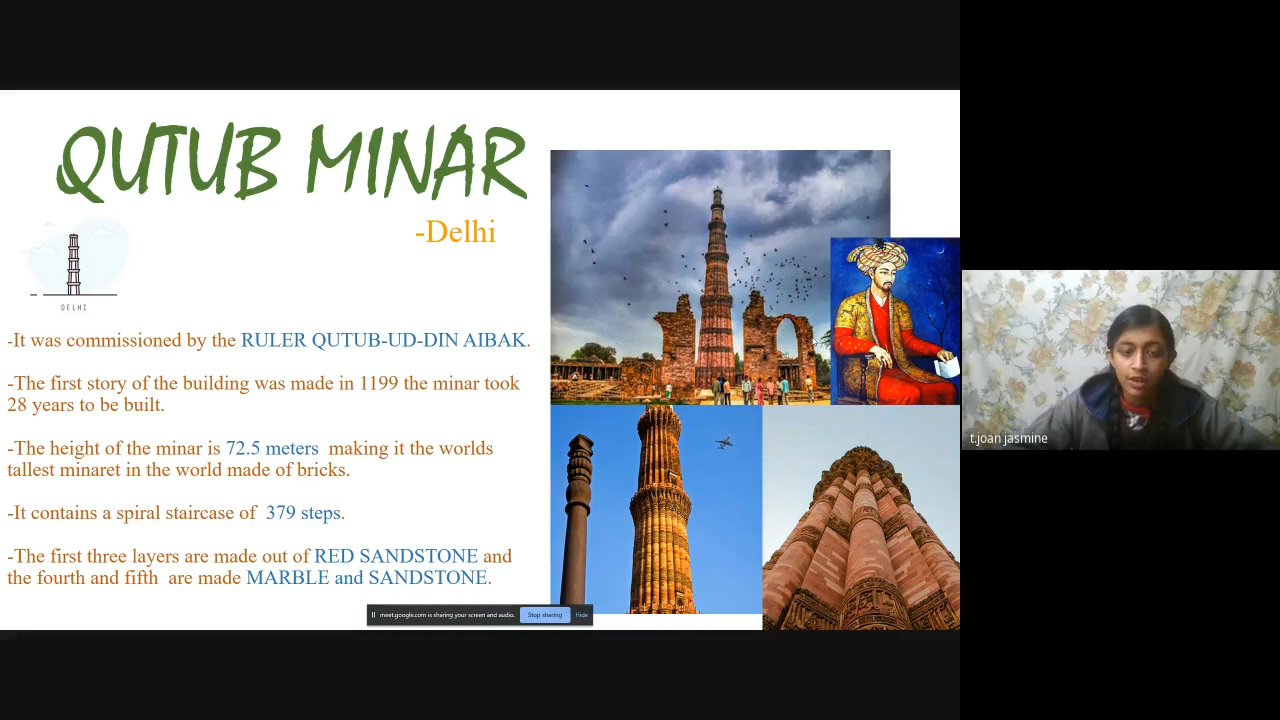 QUTUB MINAR
-Delhi
DELHI
-It was commissioned by the RULER QUTUB-UD-DIN AIBAK.
-The first story of the building was made in 1199 the minar took
28 years to be built.
-The height of the minar is 72.5 meters  making it the worlds
tallest minaret in the world made of bricks.
-It contains a spiral staircase of  379 steps.
-The first three layers are made out of RED SANDSTONE and
the fourth and fifth  are made MARBLE and SANDSTONE.
meet.google.com is sharing your screen and audio. Stop sharing Hide
t.joan jasmine